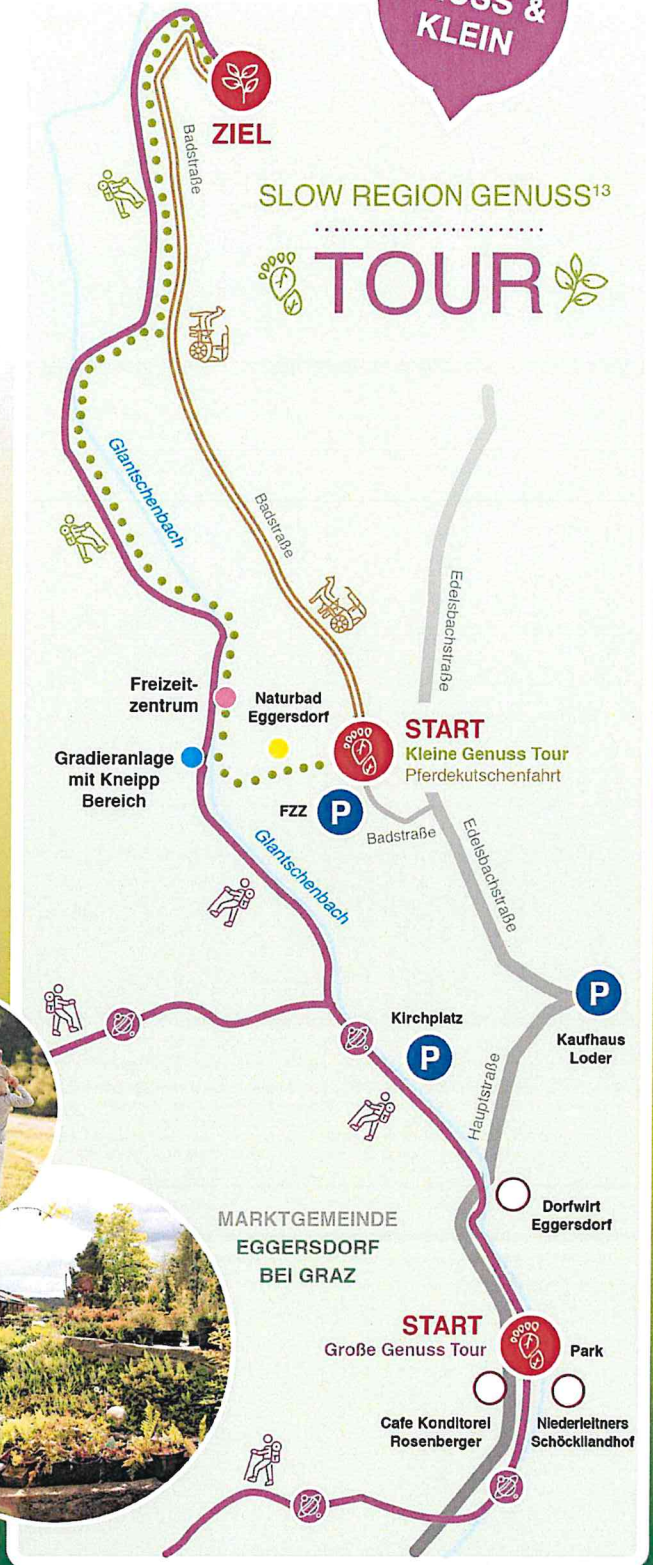 &
KLEIN
ZIEL
Badstraße
SLOW REGION GENUSS¹³
TOUR
Glantschenbach
Badstraße
Edelsbachstraße
Freizeit-
zentrum
Naturbad
Eggersdorf
START
Kleine Genuss Tour
Pferdekutschenfahrt
Gradieranlage
mit Kneipp
Bereich
FZZ
P
Badstraße
Edelsbachstraße
Glantschenbach
Kirchplatz
P
P
Kaufhaus
Loder
Hauptstraße
Dorfwirt
Eggersdorf
MARKTGEMEINDE
EGGERSDORF
BEI GRAZ
START
Große Genuss Tour
Park
Cafe Konditorei
Rosenberger
Niederleitners
Schöckllandhof